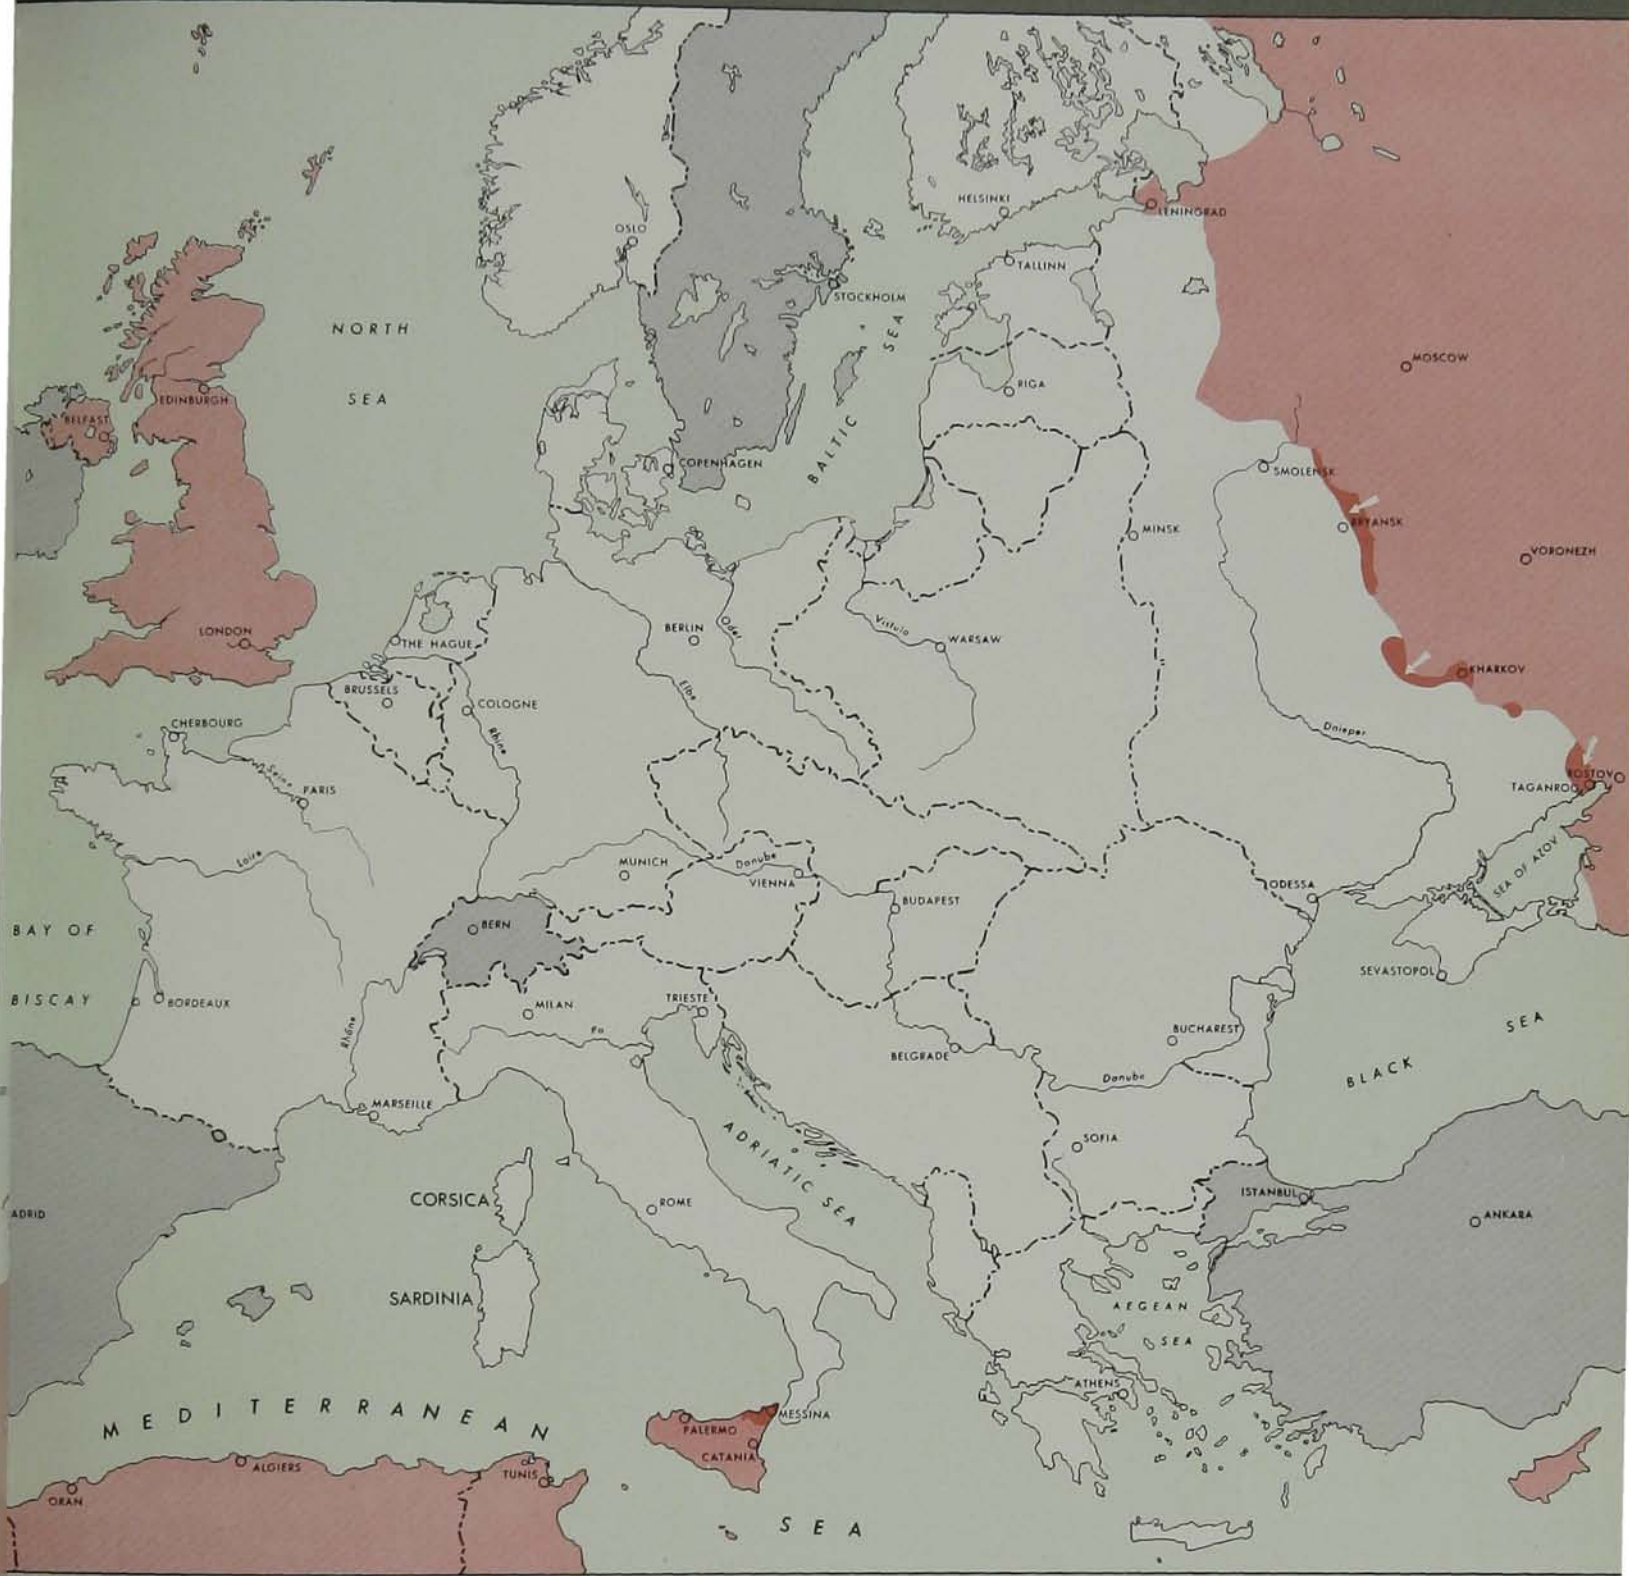 HELSINKI
LENINGRAD
OSLO
TALLINN
STOCKHOLM
NORTH
SEA
BALTIC SEA
MOSCOW
RIGA
EDINBURGH
BELFAST
COPENHAGEN
SMOLENSK
BRYANSK
MINSK
VORONEZH
LONDON
THE HAGUE
BERLIN
Oder
Vistula
WARSAW
KHARKOV
BRUSSELS
COLOGNE
Elbe
CHERBOURG
Rhine
Dnieper
Seine
PARIS
ROSTOV
TAGANROG
Loire
MUNICH
Danube
VIENNA
ODESSA
SEA OF AZOV
BUDAPEST
BAY OF
BISCAY
BERN
SEVASTOPOL
BORDEAUX
MILAN
TRIESTE
Rhône
Po
BELGRADE
BUCHAREST
Danube
BLACK SEA
MARSEILLE
ADRIATIC SEA
SOFIA
CORSICA
ROME
ISTANBUL
ANKARA
ADRID
SARDINIA
AEGEAN
SEA
ATHENS
MEDITERRANEAN
SEA
MESSINA
PALERMO
CATANIA
ALGIERS
TUNIS
ORAN